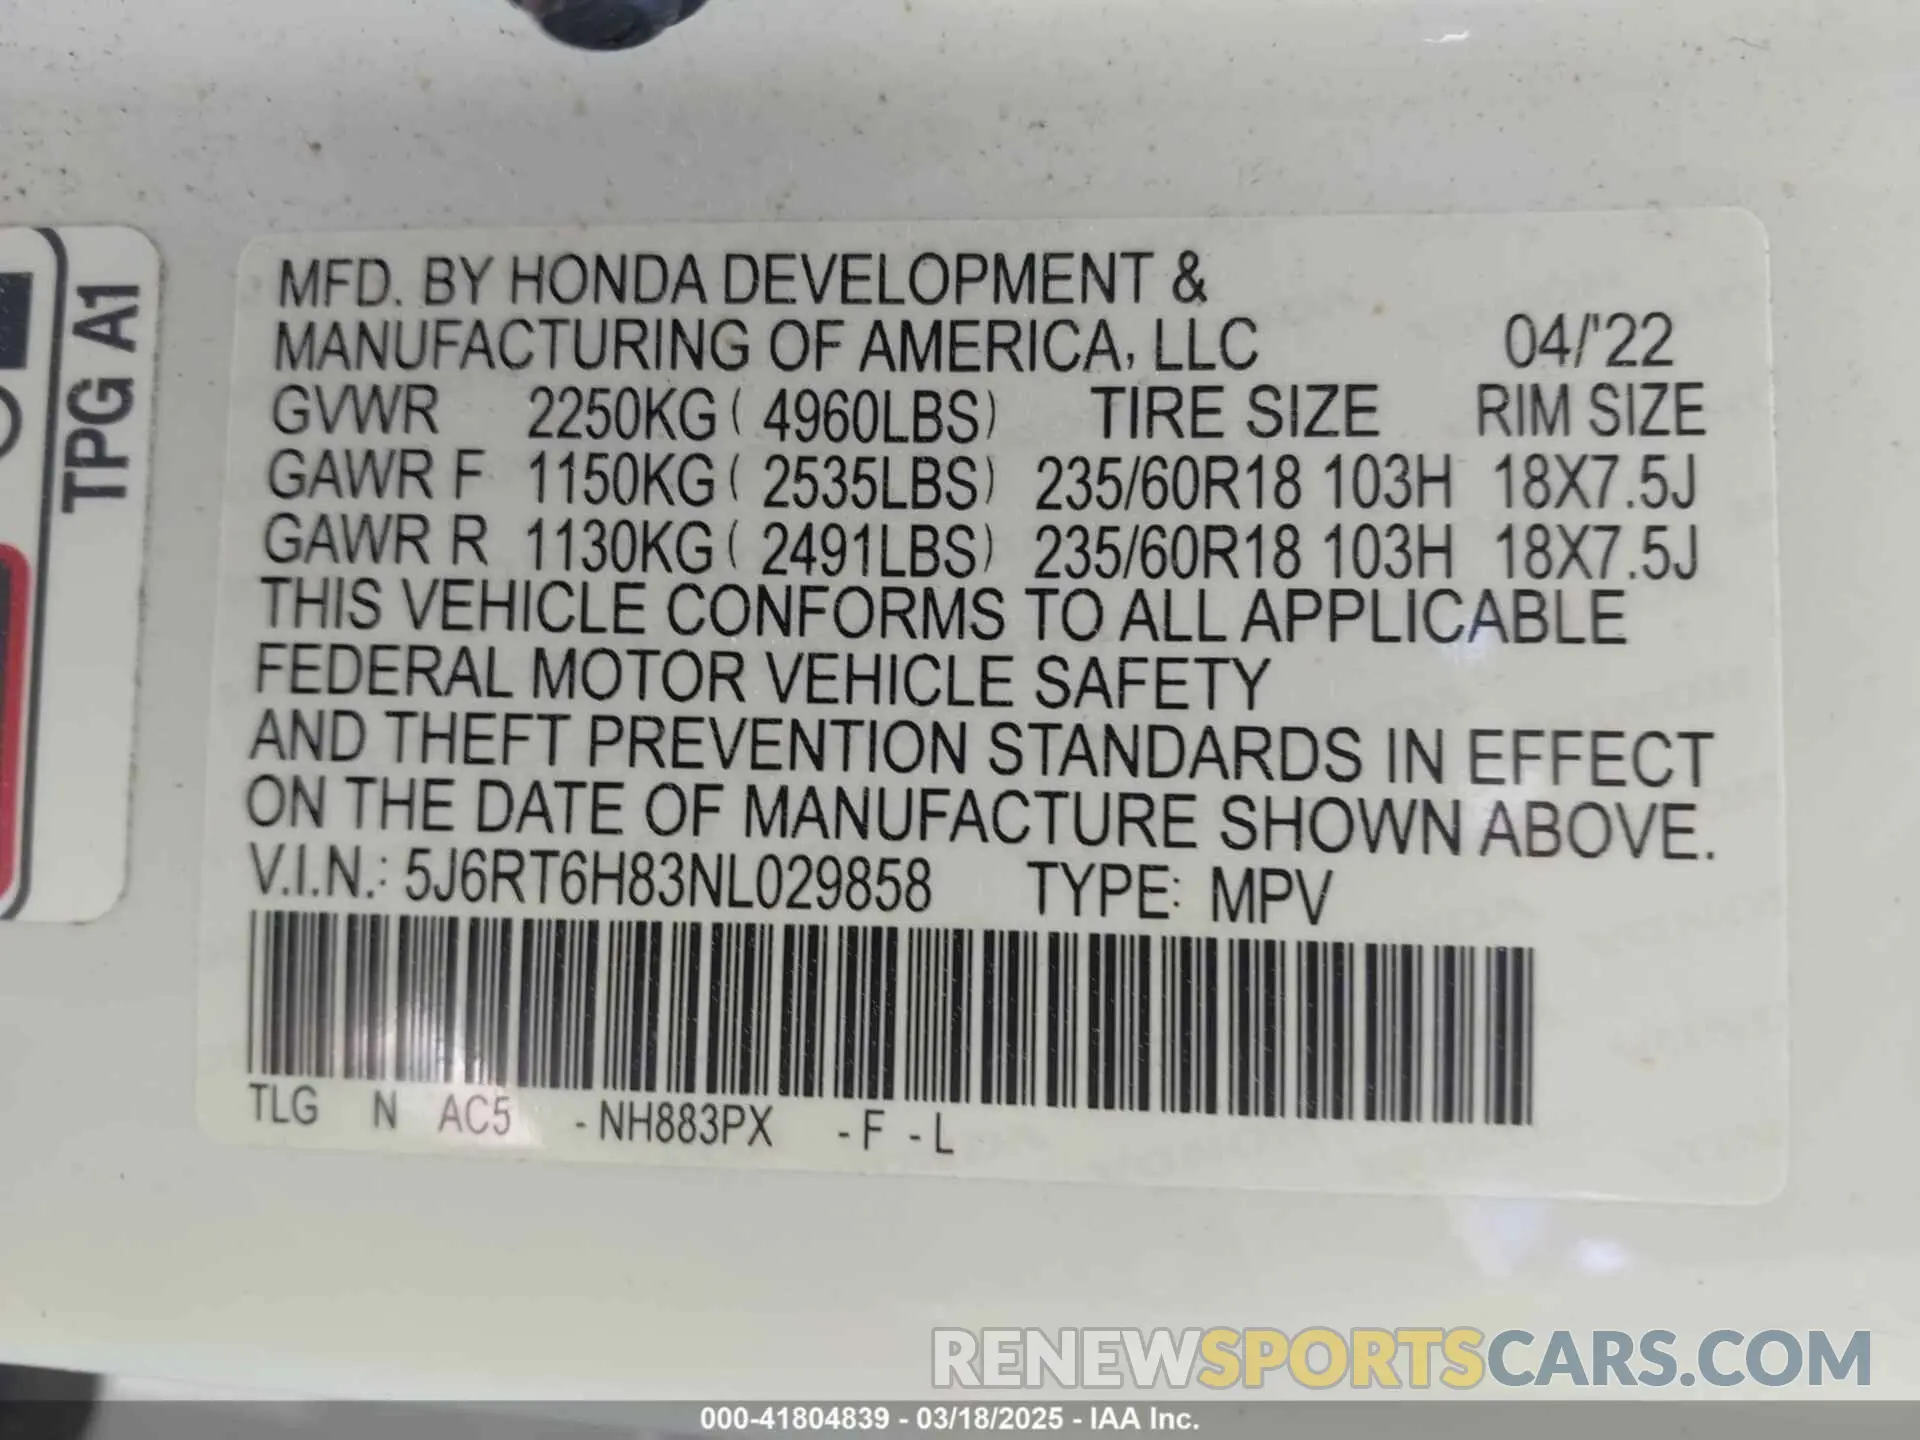 TPG A1
MFD. BY HONDA DEVELOPMENT &
MANUFACTURING OF AMERICA, LLC 04/'22
GVWR 2250KG ( 4960LBS) TIRE SIZE RIM SIZE
GAWR F 1150KG ( 2535LBS) 235/60R18 103H 18X7.5J
GAWR R 1130KG ( 2491LBS) 235/60R18 103H 18X7.5J
THIS VEHICLE CONFORMS TO ALL APPLICABLE
FEDERAL MOTOR VEHICLE SAFETY
AND THEFT PREVENTION STANDARDS IN EFFECT
ON THE DATE OF MANUFACTURE SHOWN ABOVE.
V.I.N.: 5J6RT6H83NL029858 TYPE: MPV
TLG N AC5 - NH883PX - F - L
RENEWSPORTSCARS.COM
000-41804839 - 03/18/2025 - IAA Inc.